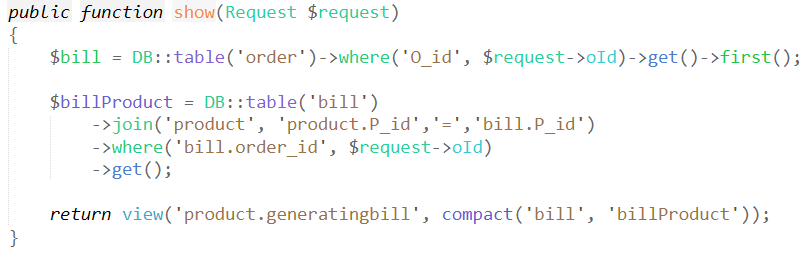 public function show(Request $request)
{
    $bill = DB::table('order')->where('O_id', $request->oId)->get()->first();

    $billProduct = DB::table('bill')
        ->join('product', 'product.P_id','=','bill.P_id')
        ->where('bill.order_id', $request->oId)
        ->get();

    return view('product.generatingbill', compact('bill', 'billProduct'));
}